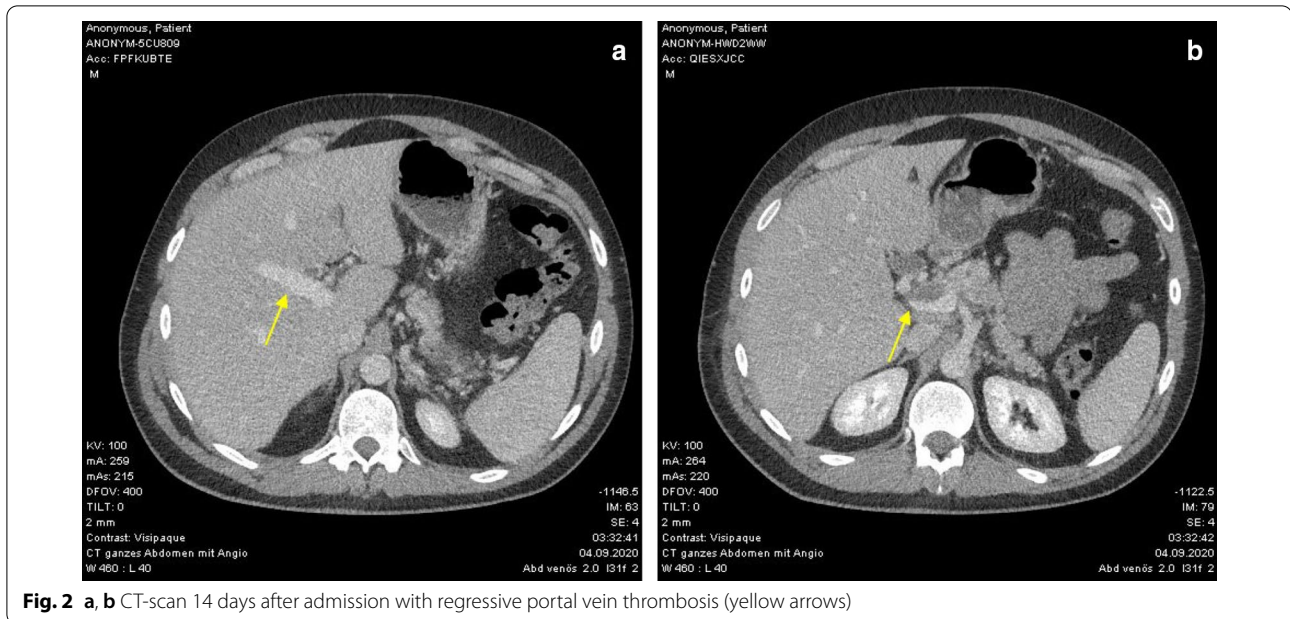 Anonymous, Patient
ANONYM-5CU809
Acc: FPFKUBTE
M
a
KV: 100
mA: 259
mAs: 215
DFOV: 400
TILT: 0
2 mm
Contrast: Visipaque
CT ganzes Abdomen mit Angio
W 460 : L 40
-1146.5
IM: 63
SE: 4
03:32:41
04.09.2020
Abd venös 2.0 I31f 2
Anonymous, Patient
ANONYM-HWD2WW
Acc: QIESXJCC
M
b
KV: 100
mA: 264
mAs: 220
DFOV: 400
TILT: 0
2 mm
Contrast: Visipaque
CT ganzes Abdomen mit Angio
W 460 : L 40
-1122.5
IM: 79
SE: 4
03:32:42
04.09.2020
Abd venös 2.0 I31f 2
Fig. 2 a, b CT-scan 14 days after admission with regressive portal vein thrombosis (yellow arrows)